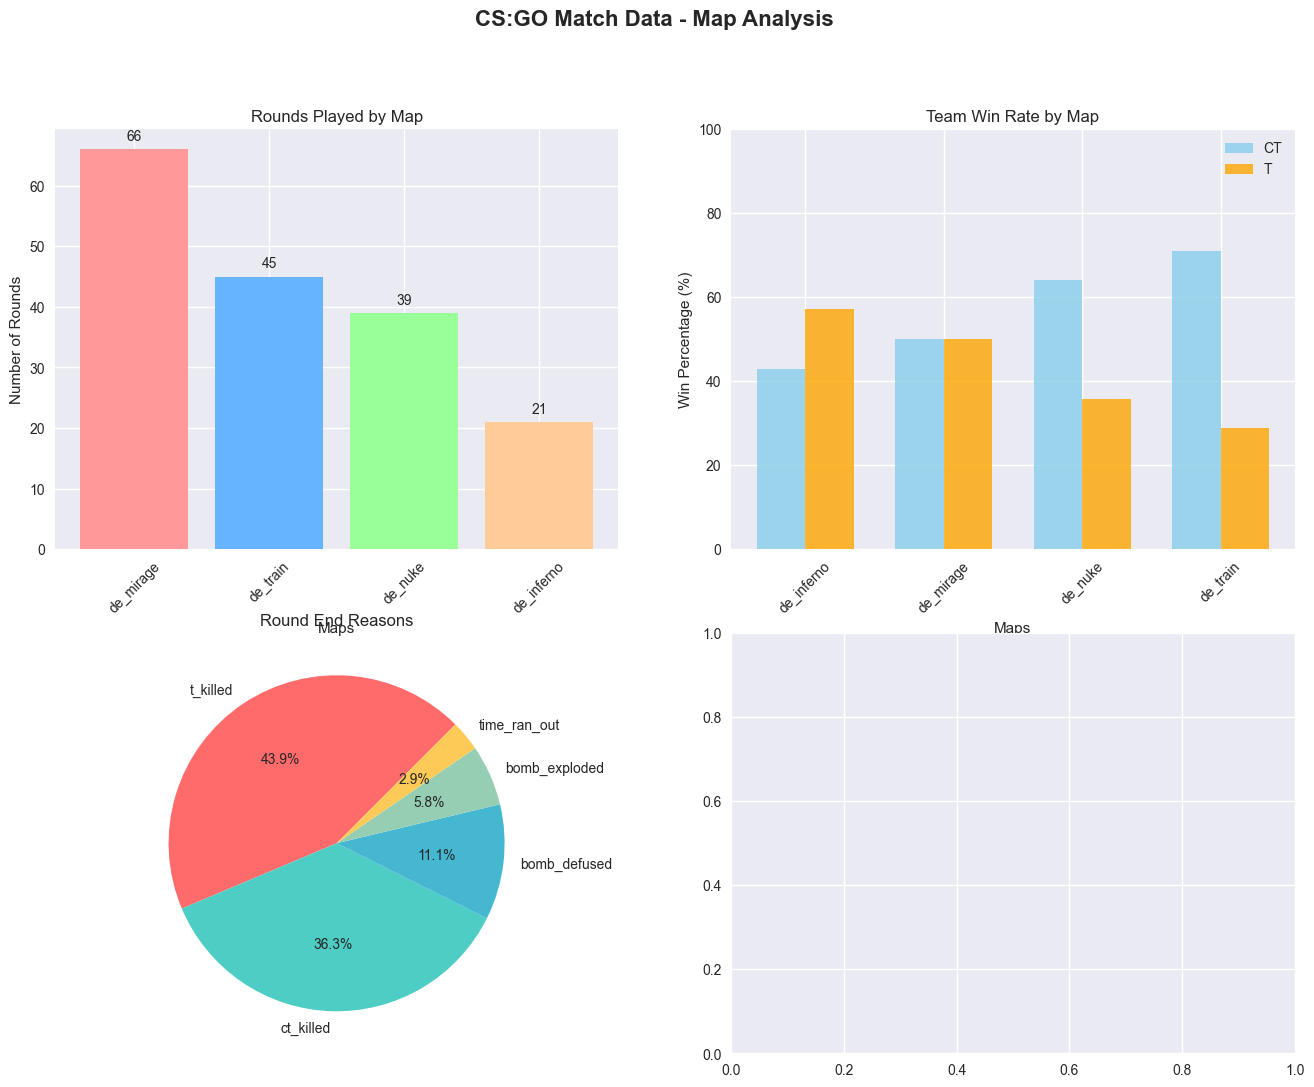 CS:GO Match Data - Map Analysis
Rounds Played by Map
66
45
39
21
60
50
40
30
20
10
0
Number of Rounds
de_mirage
de_train
de_nuke
de_inferno
Maps
Team Win Rate by Map
CT
T
100
80
60
40
20
0
Win Percentage (%)
de_inferno
de_mirage
de_nuke
de_train
Maps
Round End Reasons
t_killed
43.9%
time_ran_out
2.9%
bomb_exploded
5.8%
bomb_defused
11.1%
36.3%
ct_killed
1.0
0.8
0.6
0.4
0.2
0.0
0.0
0.2
0.4
0.6
0.8
1.0